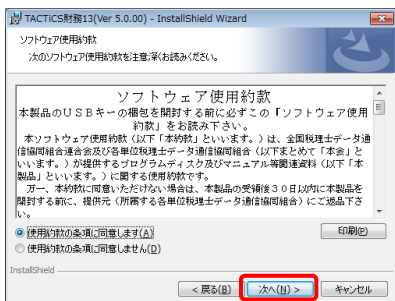 TACTiCS財務13(Ver 5.0.00) - InstallShield Wizard
ソフトウェア使用許諾
次のソフトウェア使用許諾を注意深くお読みください。
ソフトウェア使用約款
本製品のUSBキーの梱包を開封する前に必ずこの「ソフトウェア使用
約款」をお読み下さい。
本ソフトウェア使用約款（以下「本約款」といいます。）は、全国税理士データ通
信協同組合連合会及び各単位税理士データ通信協同組合（以下まとめて「本会」と
いいます。）が提供するプログラムディスク及びマニュアル等関連資料（以下「本
製品」といいます。）に関する使用約款です。
万一、本約款に同意いただけない場合は、本製品の受領後３０日以内に本製品を
開封する前に、提供元（所属する各単位税理士データ通信協同組合）にご返品下さ
い。
使用許諾の条項に同意します(A)
印刷(P)
使用許諾の条項に同意しません(D)
InstallShield
< 戻る(B)
次へ(N) >
キャンセル